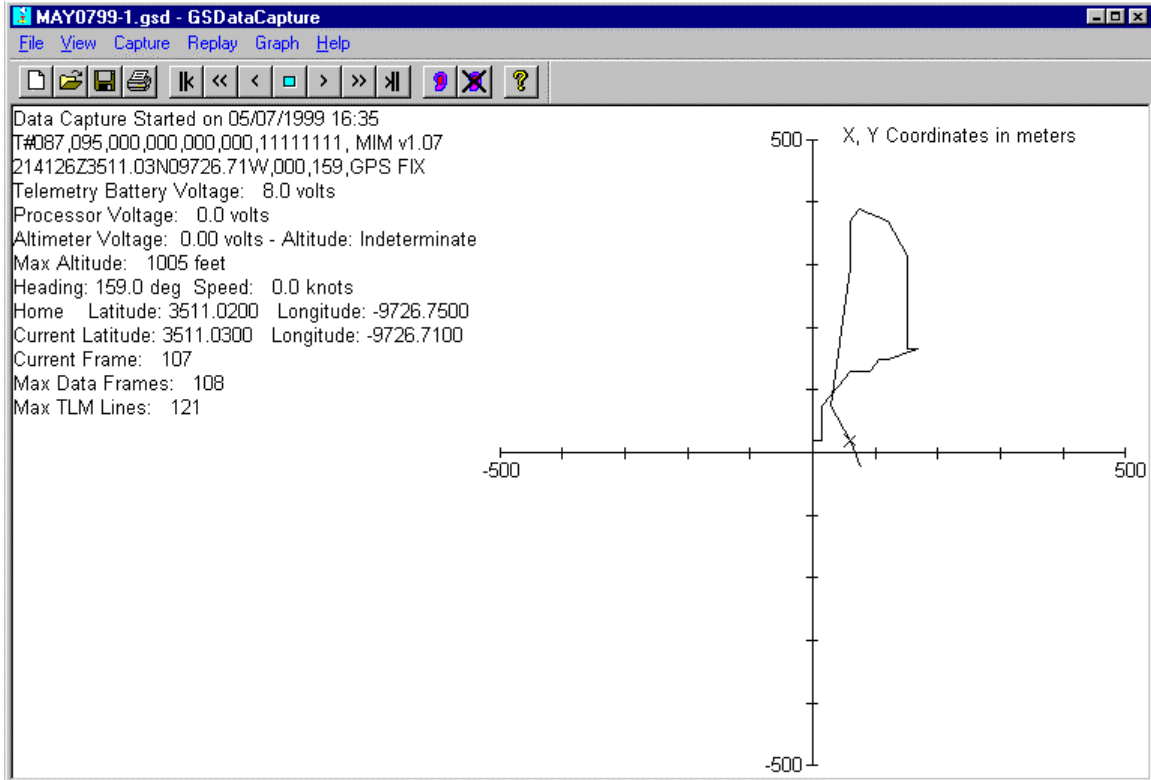 MAY0799-1.gsd - GSDataCapture
File View Capture Replay Graph Help
Data Capture Started on 05/07/1999 16:35
T#087,095,000,000,000,000,11111111, MIM v1.07
214126Z3511.03N09726.71W,000,159,GPS FIX
Telemetry Battery Voltage: 8.0 volts
Processor Voltage: 0.0 volts
Altimeter Voltage: 0.00 volts - Altitude: Indeterminate
Max Altitude: 1005 feet
Heading: 159.0 deg Speed: 0.0 knots
Home Latitude: 3511.0200 Longitude: -9726.7500
Current Latitude: 3511.0300 Longitude: -9726.7100
Current Frame: 107
Max Data Frames: 108
Max TLM Lines: 121
500 X, Y Coordinates in meters
-500 500
-500